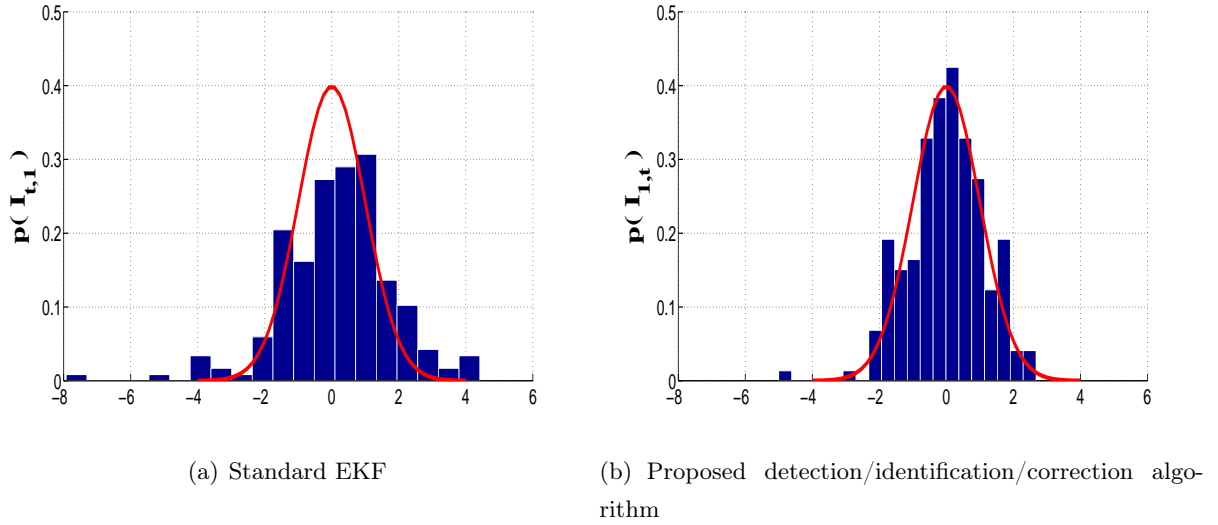 0.5
0.4
0.3
0.2
0.1
0
−8 −6 −4 −2 0 2 4 6
p( I_{t,1} )
(a) Standard EKF
0.5
0.4
0.3
0.2
0.1
0
−8 −6 −4 −2 0 2 4 6
p( I_{1,t} )
(b) Proposed detection/identification/correction algo-
rithm